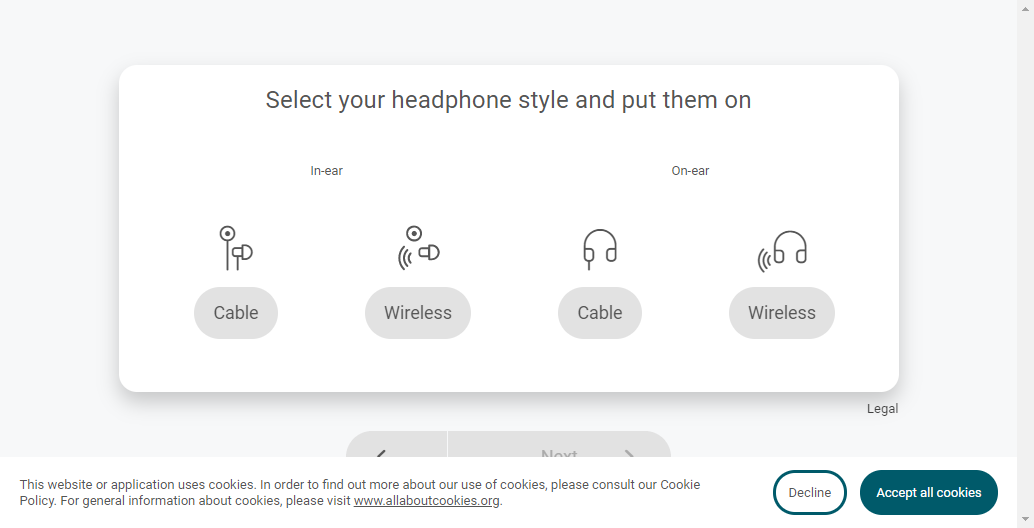 Select your headphone style and put them on
In-ear
On-ear
Cable
Wireless
Cable
Wireless
Legal
Next
This website or application uses cookies. In order to find out more about our use of cookies, please consult our Cookie
Policy. For general information about cookies, please visit www.allaboutcookies.org.
Decline
Accept all cookies